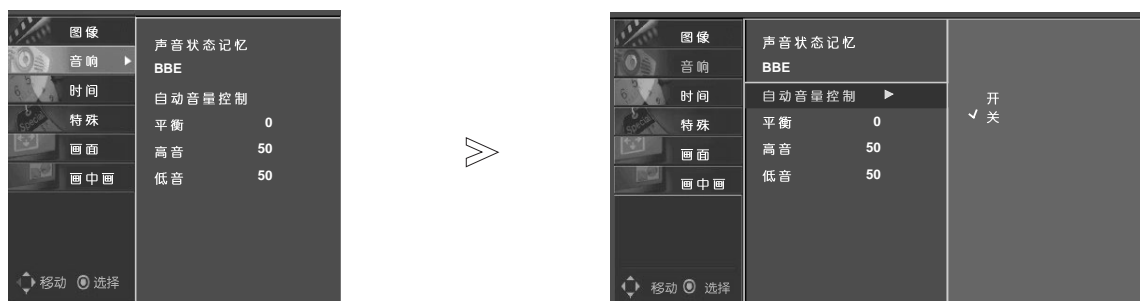 图像
音响
时间
特殊
画面
画中画
移动 选择
声音状态记忆
BBE
自动音量控制
平衡 0
高音 50
低音 50
图像
音响
时间
特殊
画面
画中画
移动 选择
声音状态记忆
BBE
自动音量控制
平衡 0
高音 50
低音 50
开
关